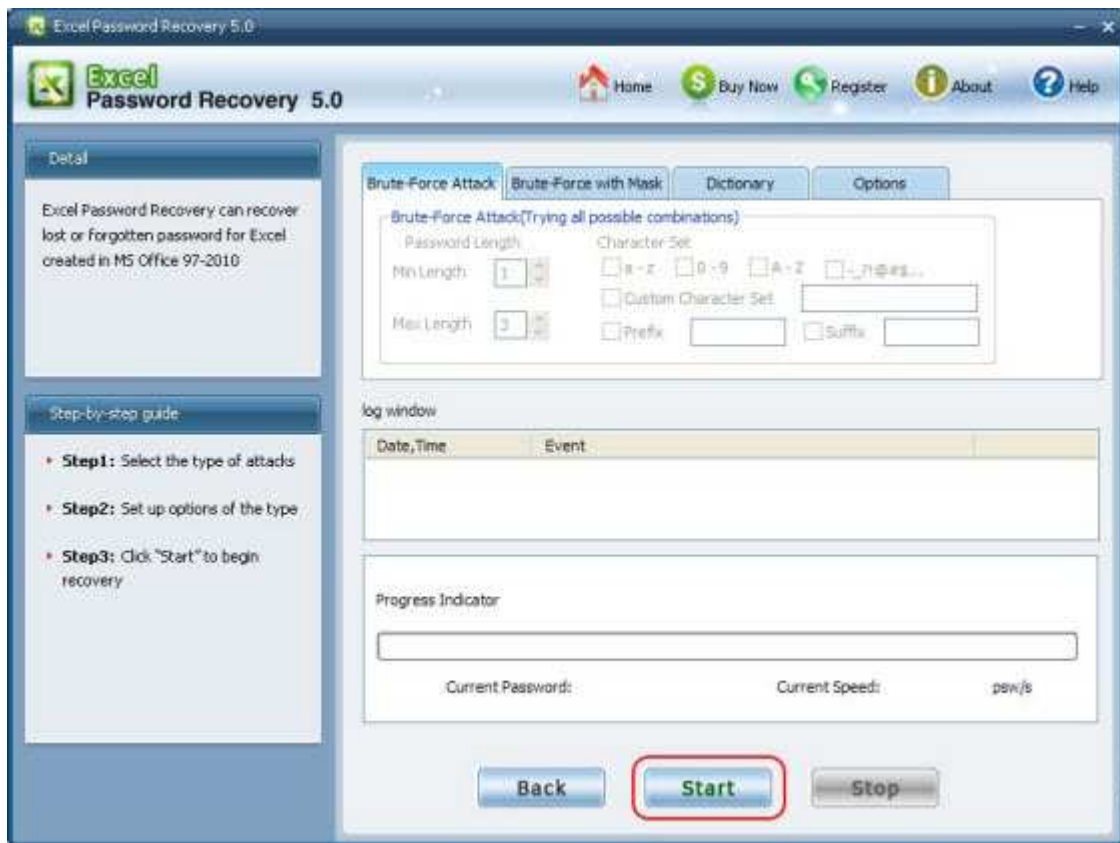 Excel Password Recovery 5.0
Excel
Password Recovery 5.0
Home
Buy Now
Register
About
Help
Detail
Excel Password Recovery can recover
lost or forgotten password for Excel
created in MS Office 97-2010
Step-by-step guide
Step1: Select the type of attacks
Step2: Set up options of the type
Step3: Click "Start" to begin
recovery
Brute-Force Attack
Brute-Force with Mask
Dictionary
Options
Brute-Force Attack(Trying all possible combinations)
Password Length
Character Set
Min Length 1
a - z
0 - 9
A - Z
Custom Character Set
Max Length 3
Prefix
Suffix
log window
Date,Time
Event
Progress Indicator
Current Password:
Current Speed:
psw/s
Back
Start
Stop